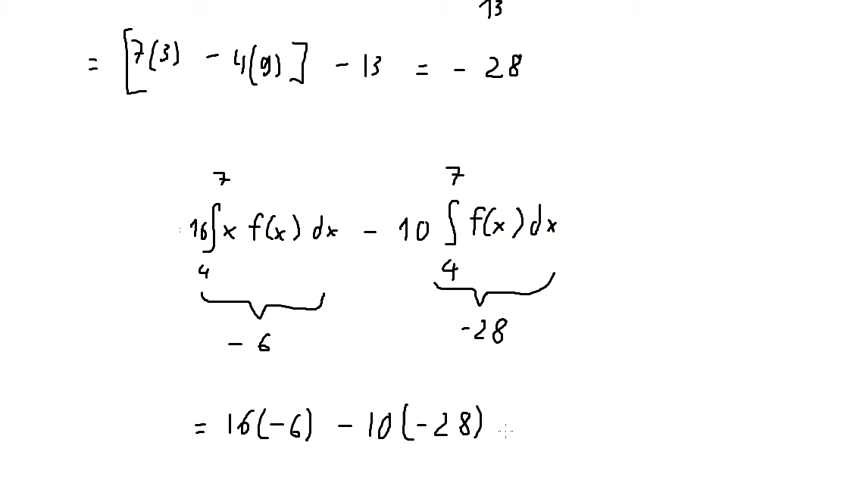 13
= [7(3) - 4(9)] - 13 = - 28
7 7
16∫x f(x) dx - 10 ∫f(x)dx
4 4
- 6 -28
= 16(-6) - 10(-28)